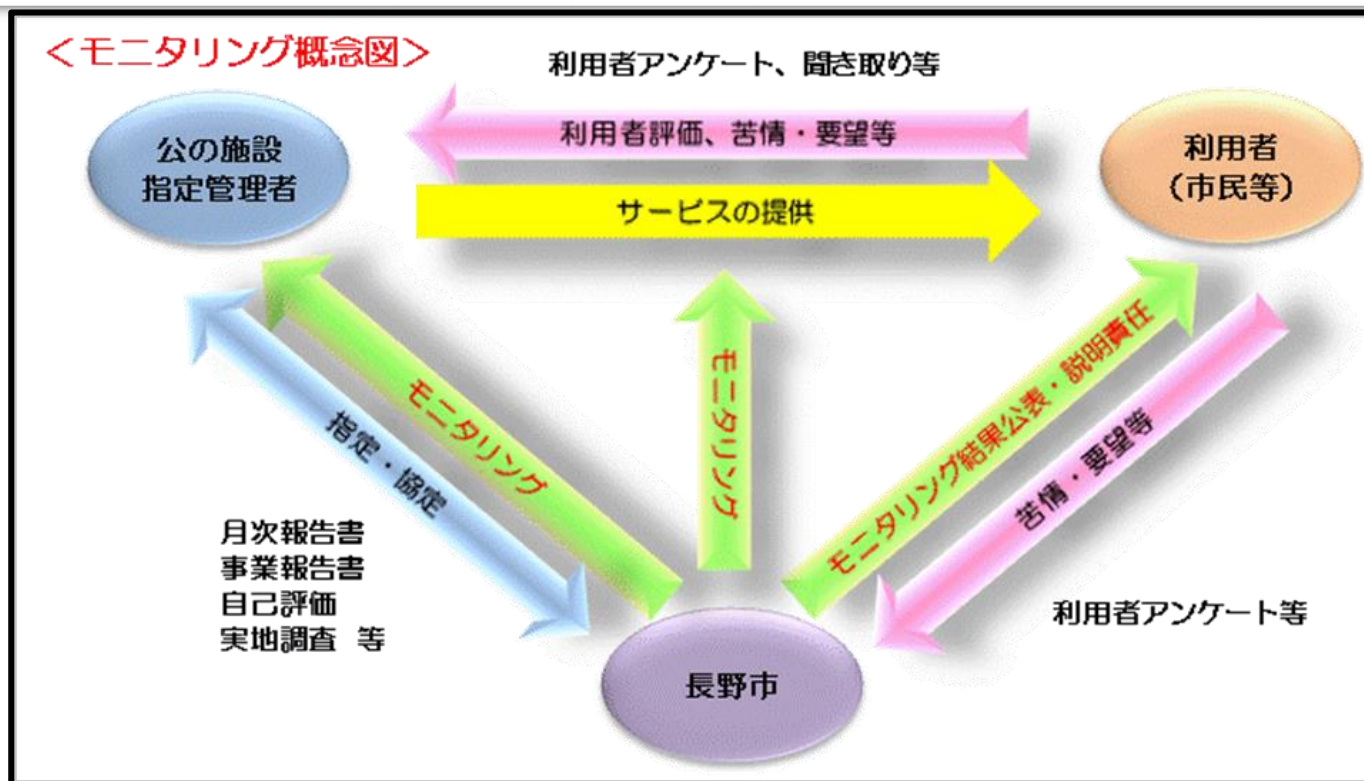 ＜モニタリング概念図＞
利用者アンケート、聞き取り等
公の施設
指定管理者
利用者評価、苦情・要望等
利用者
（市民等）
サービスの提供
モニタリング
指定・協定
モニタリング
モニタリング結果公表・説明責任
苦情・要望等
月次報告書
事業報告書
自己評価
実地調査 等
利用者アンケート等
長野市